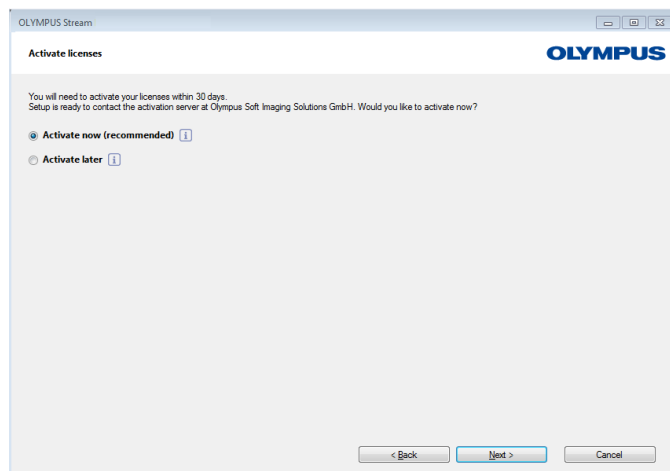 OLYMPUS Stream
Activate licenses
OLYMPUS
You will need to activate your licenses within 30 days.
Setup is ready to contact the activation server at Olympus Soft Imaging Solutions GmbH. Would you like to activate now?
Activate now (recommended) i
Activate later i
< Back Next > Cancel